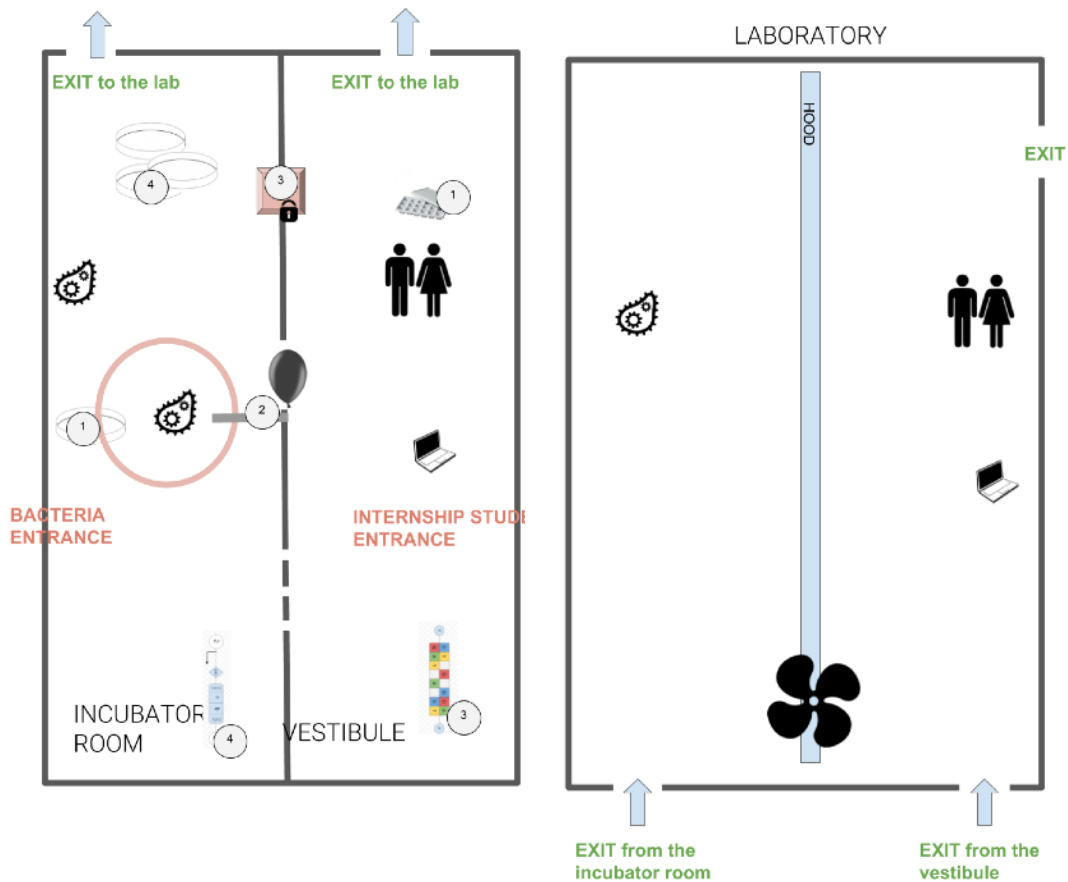 EXIT to the lab
EXIT to the lab
4
3
1
1
2
BACTERIA
ENTRANCE
INTERNSHIP STUDE
ENTRANCE
INCUBATOR
ROOM
4
VESTIBULE
3
LABORATORY
HOOD
EXIT
EXIT from the
incubator room
EXIT from the
vestibule